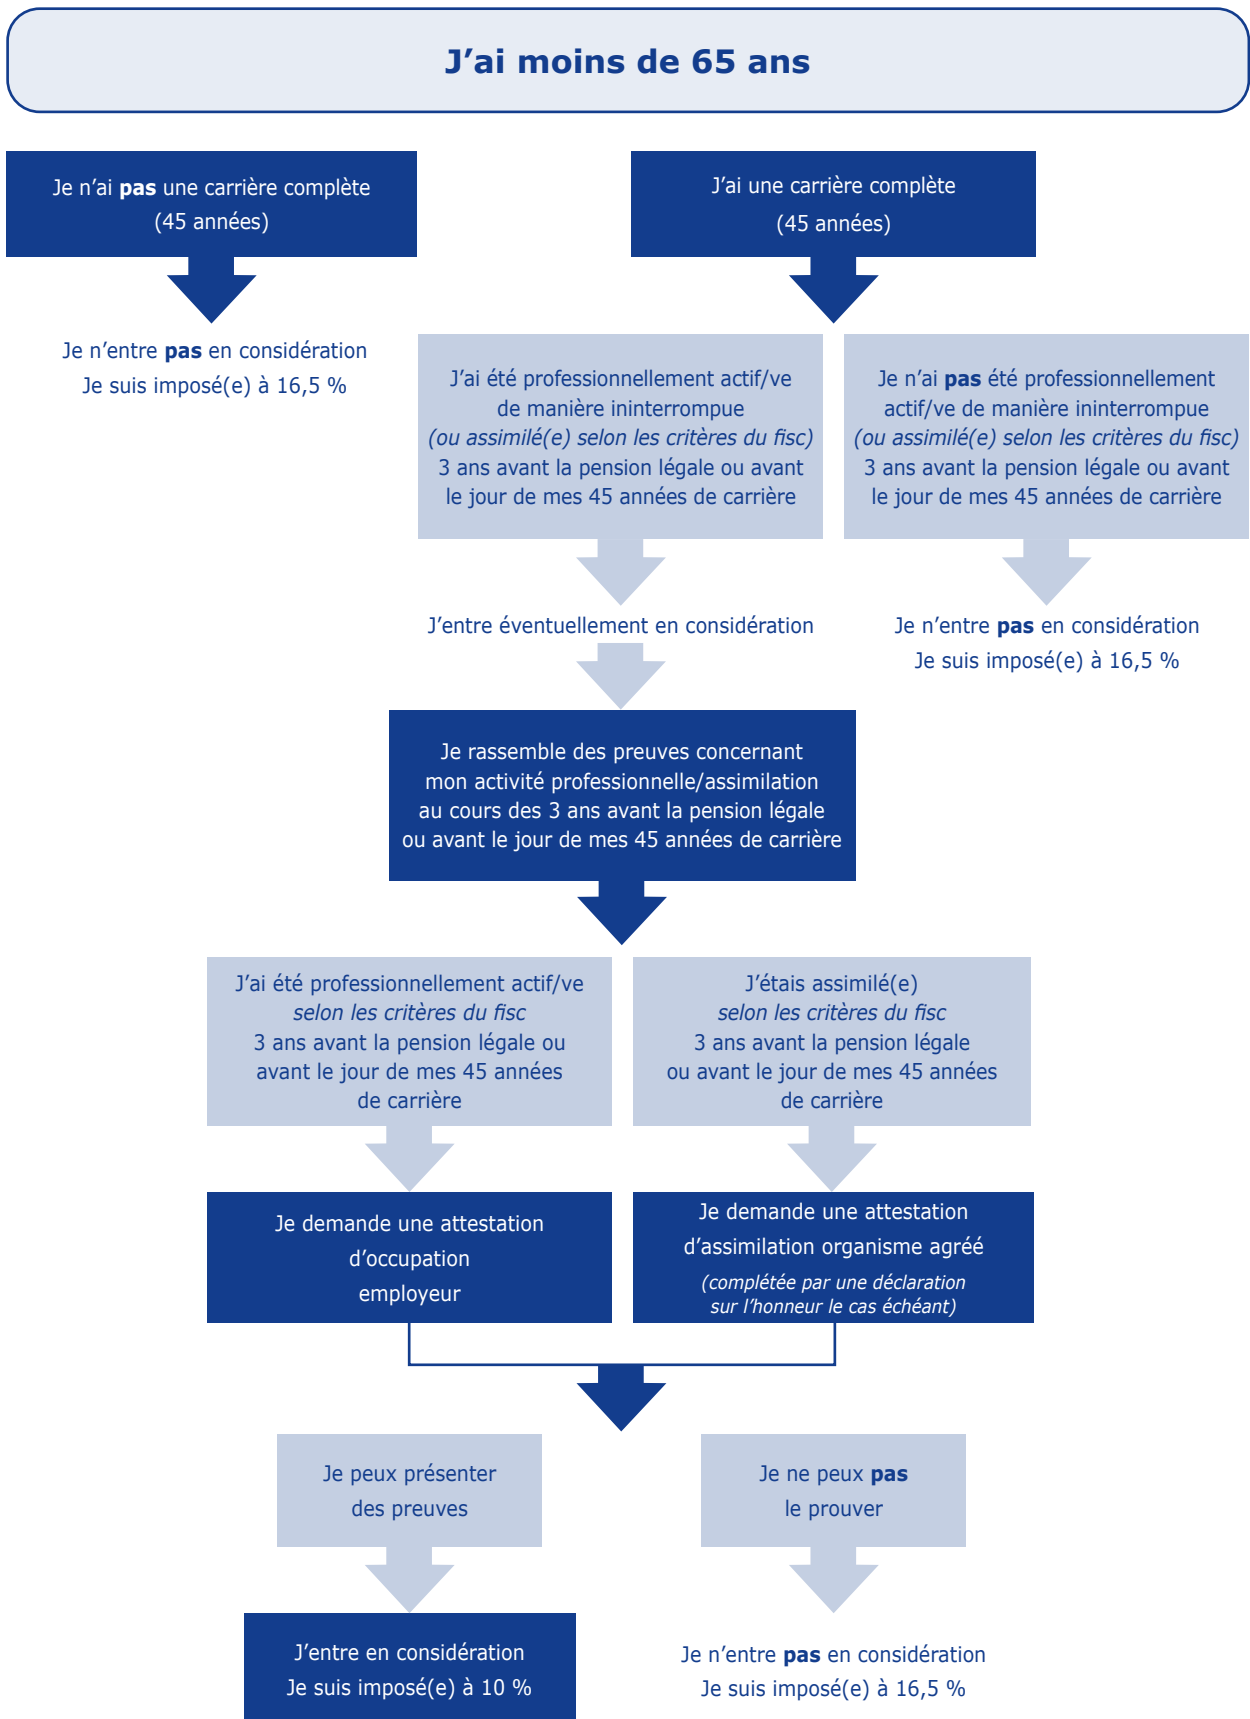 J’ai moins de 65 ans
Je n’ai pas une carrière complète
(45 années)
J’ai une carrière complète
(45 années)
Je n’entre pas en considération
Je suis imposé(e) à 16,5 %
J’ai été professionnellement actif/ve
de manière ininterrompue
(ou assimilé(e) selon les critères du fisc)
3 ans avant la pension légale ou avant
le jour de mes 45 années de carrière
Je n’ai pas été professionnellement
actif/ve de manière ininterrompue
(ou assimilé(e) selon les critères du fisc)
3 ans avant la pension légale ou avant
le jour de mes 45 années de carrière
J’entre éventuellement en considération
Je n’entre pas en considération
Je suis imposé(e) à 16,5 %
Je rassemble des preuves concernant
mon activité professionnelle/assimilation
au cours des 3 ans avant la pension légale
ou avant le jour de mes 45 années de carrière
J’ai été professionnellement actif/ve
selon les critères du fisc
3 ans avant la pension légale ou
avant le jour de mes 45 années
de carrière
J’étais assimilé(e)
selon les critères du fisc
3 ans avant la pension légale
ou avant le jour de mes 45 années
de carrière
Je demande une attestation
d’occupation
employeur
Je demande une attestation
d’assimilation organisme agréé
(complétée par une déclaration
sur l’honneur le cas échéant)
Je peux présenter
des preuves
Je ne peux pas
le prouver
J’entre en considération
Je suis imposé(e) à 10 %
Je n’entre pas en considération
Je suis imposé(e) à 16,5 %